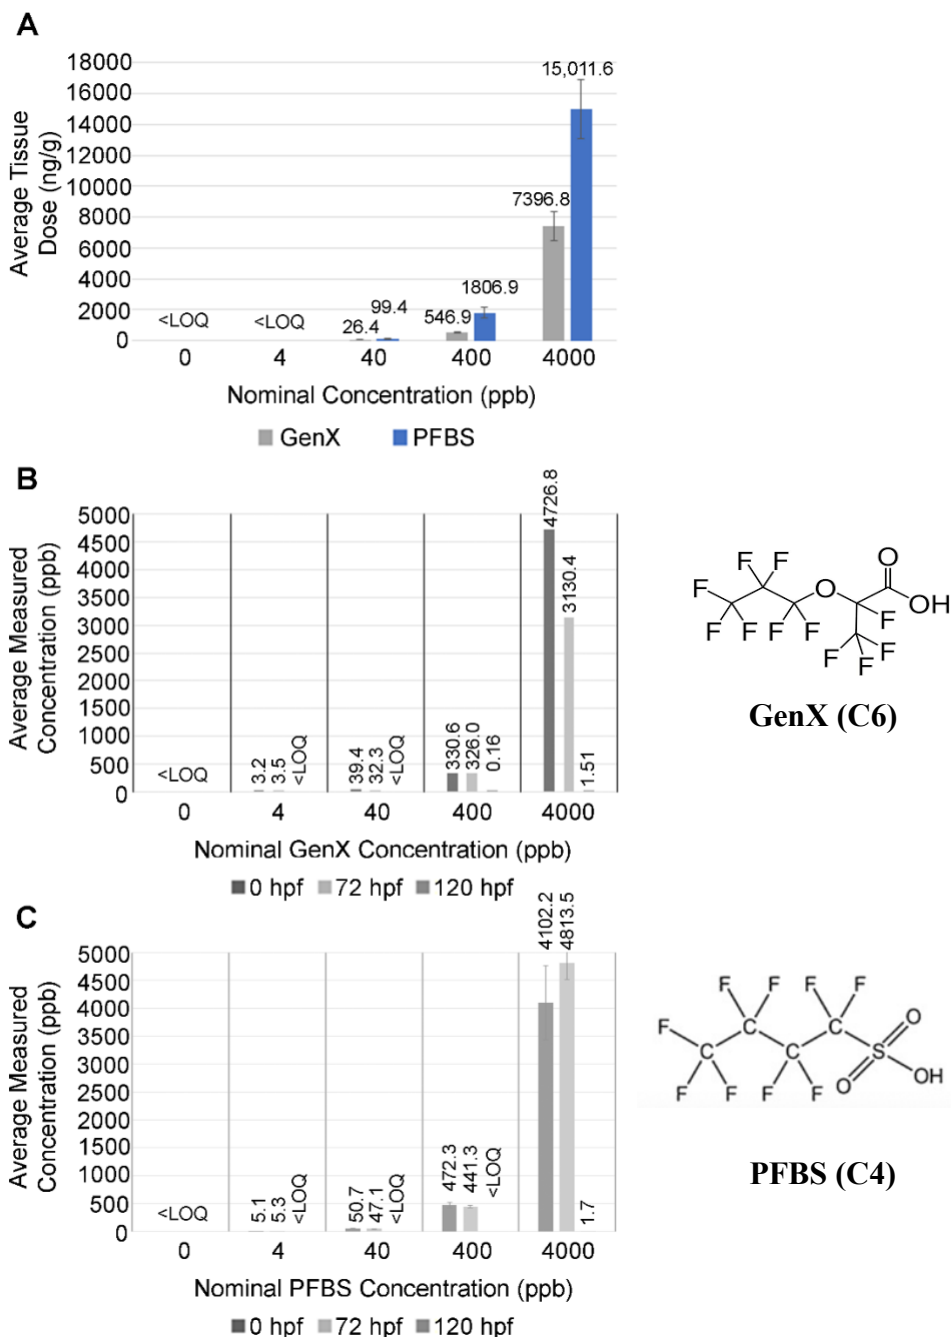 A
Average Tissue
Dose (ng/g)
18000
16000
14000
12000
10000
8000
6000
4000
2000
0
<LOQ
<LOQ
26.4
99.4
546.9
1806.9
7396.8
15,011.6
0 4 40 400 4000
Nominal Concentration (ppb)
GenX PFBS
B
Average Measured
Concentration (ppb)
5000
4500
4000
3500
3000
2500
2000
1500
1000
500
0
<LOQ
3.2
3.5
<LOQ
39.4
32.3
<LOQ
330.6
326.0
0.16
4726.8
3130.4
1.51
0 4 40 400 4000
Nominal GenX Concentration (ppb)
0 hpf 72 hpf 120 hpf
F F
F O O
OH
F F F F F
F F
F
GenX (C6)
C
Average Measured
Concentration (ppb)
5000
4500
4000
3500
3000
2500
2000
1500
1000
500
0
<LOQ
5.1
5.3
<LOQ
50.7
47.1
<LOQ
472.3
441.3
<LOQ
4102.2
4813.5
1.7
0 4 40 400 4000
Nominal PFBS Concentration (ppb)
0 hpf 72 hpf 120 hpf
F F F F
F C C O
C C S
F F F F O OH
PFBS (C4)